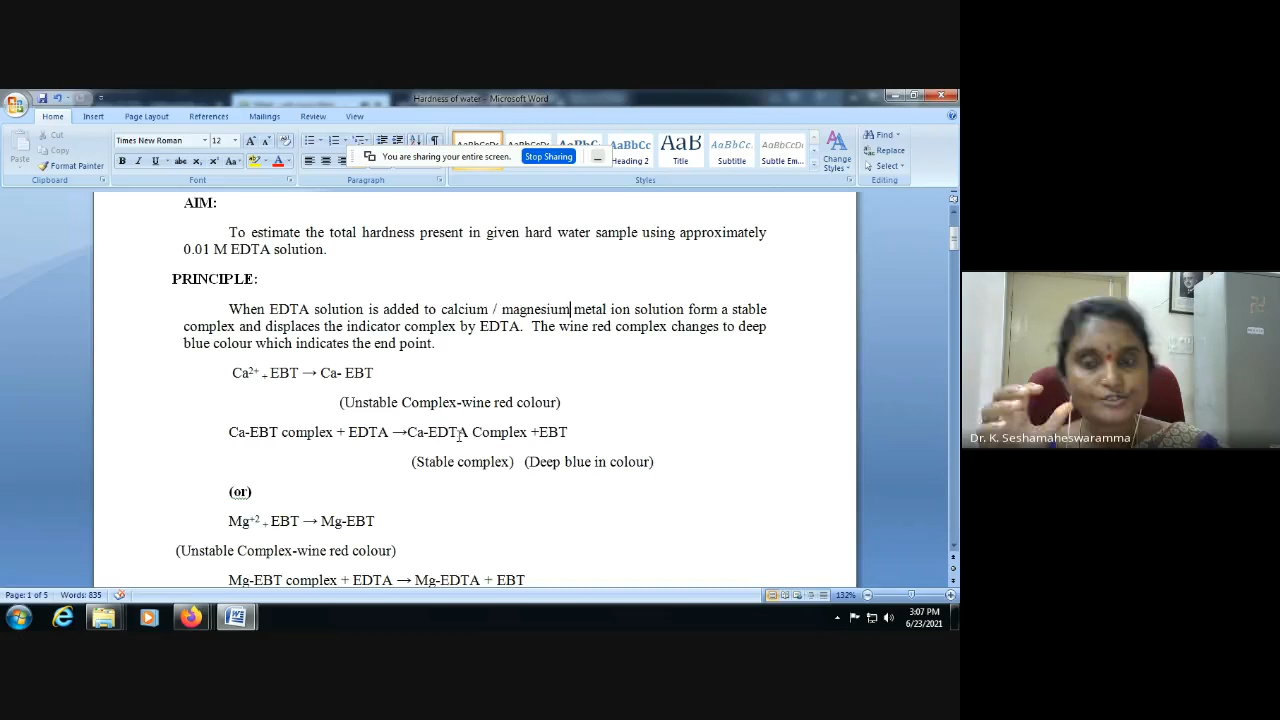 Hardness of water - Microsoft Word
Home Insert Page Layout References Mailings Review View
Cut
Copy
Format Painter
Paste
Clipboard
Times New Roman 12
Font
Paragraph
You are sharing your entire screen. Stop Sharing
Heading 2 Title Subtitle Subtle Em...
Change Styles
Styles
Find
Replace
Select
Editing
AIM:
To estimate the total hardness present in given hard water sample using approximately
0.01 M EDTA solution.
PRINCIPLE:
When EDTA solution is added to calcium / magnesium metal ion solution form a stable
complex and displaces the indicator complex by EDTA. The wine red complex changes to deep
blue colour which indicates the end point.
Ca2+ + EBT → Ca- EBT
(Unstable Complex-wine red colour)
Ca-EBT complex + EDTA →Ca-EDTA Complex +EBT
(Stable complex) (Deep blue in colour)
(or)
Mg+2 + EBT → Mg-EBT
(Unstable Complex-wine red colour)
Mg-EBT complex + EDTA → Mg-EDTA + EBT
Page: 1 of 5 Words: 835 132%
3:07 PM
6/23/2021
Dr. K. Seshamaheswaramma